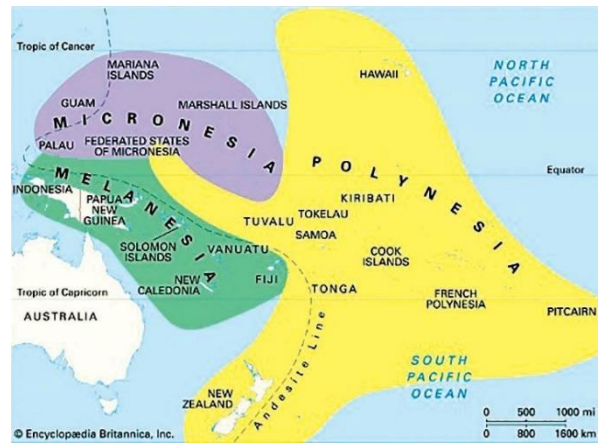 Tropic of Cancer
MARIANA
ISLANDS
HAWAII
NORTH
PACIFIC
OCEAN
GUAM
MARSHALL ISLANDS
MICRONESIA
PALAU
FEDERATED STATES
OF MICRONESIA
POLYNESIA
Equator
INDONESIA
MELANESIA
PAPUA
NEW
GUINEA
KIRIBATI
TUVALU
TOKELAU
SAMOA
SOLOMON
ISLANDS
VANUATU
COOK
ISLANDS
FIJI
NEW
CALEDONIA
TONGA
FRENCH
POLYNESIA
Tropic of Capricorn
PITCAIRN
AUSTRALIA
Andesite Line
SOUTH
PACIFIC
OCEAN
NEW
ZEALAND
0 500 1000 mi
0 800 1600 km
© Encyclopædia Britannica, Inc.